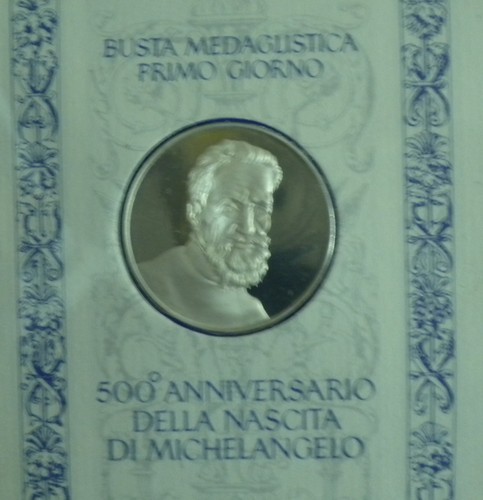 BUSTA MEDAGLISTICA
PRIMO GIORNO
500° ANNIVERSARIO
DELLA NASCITA
DI MICHELANGELO